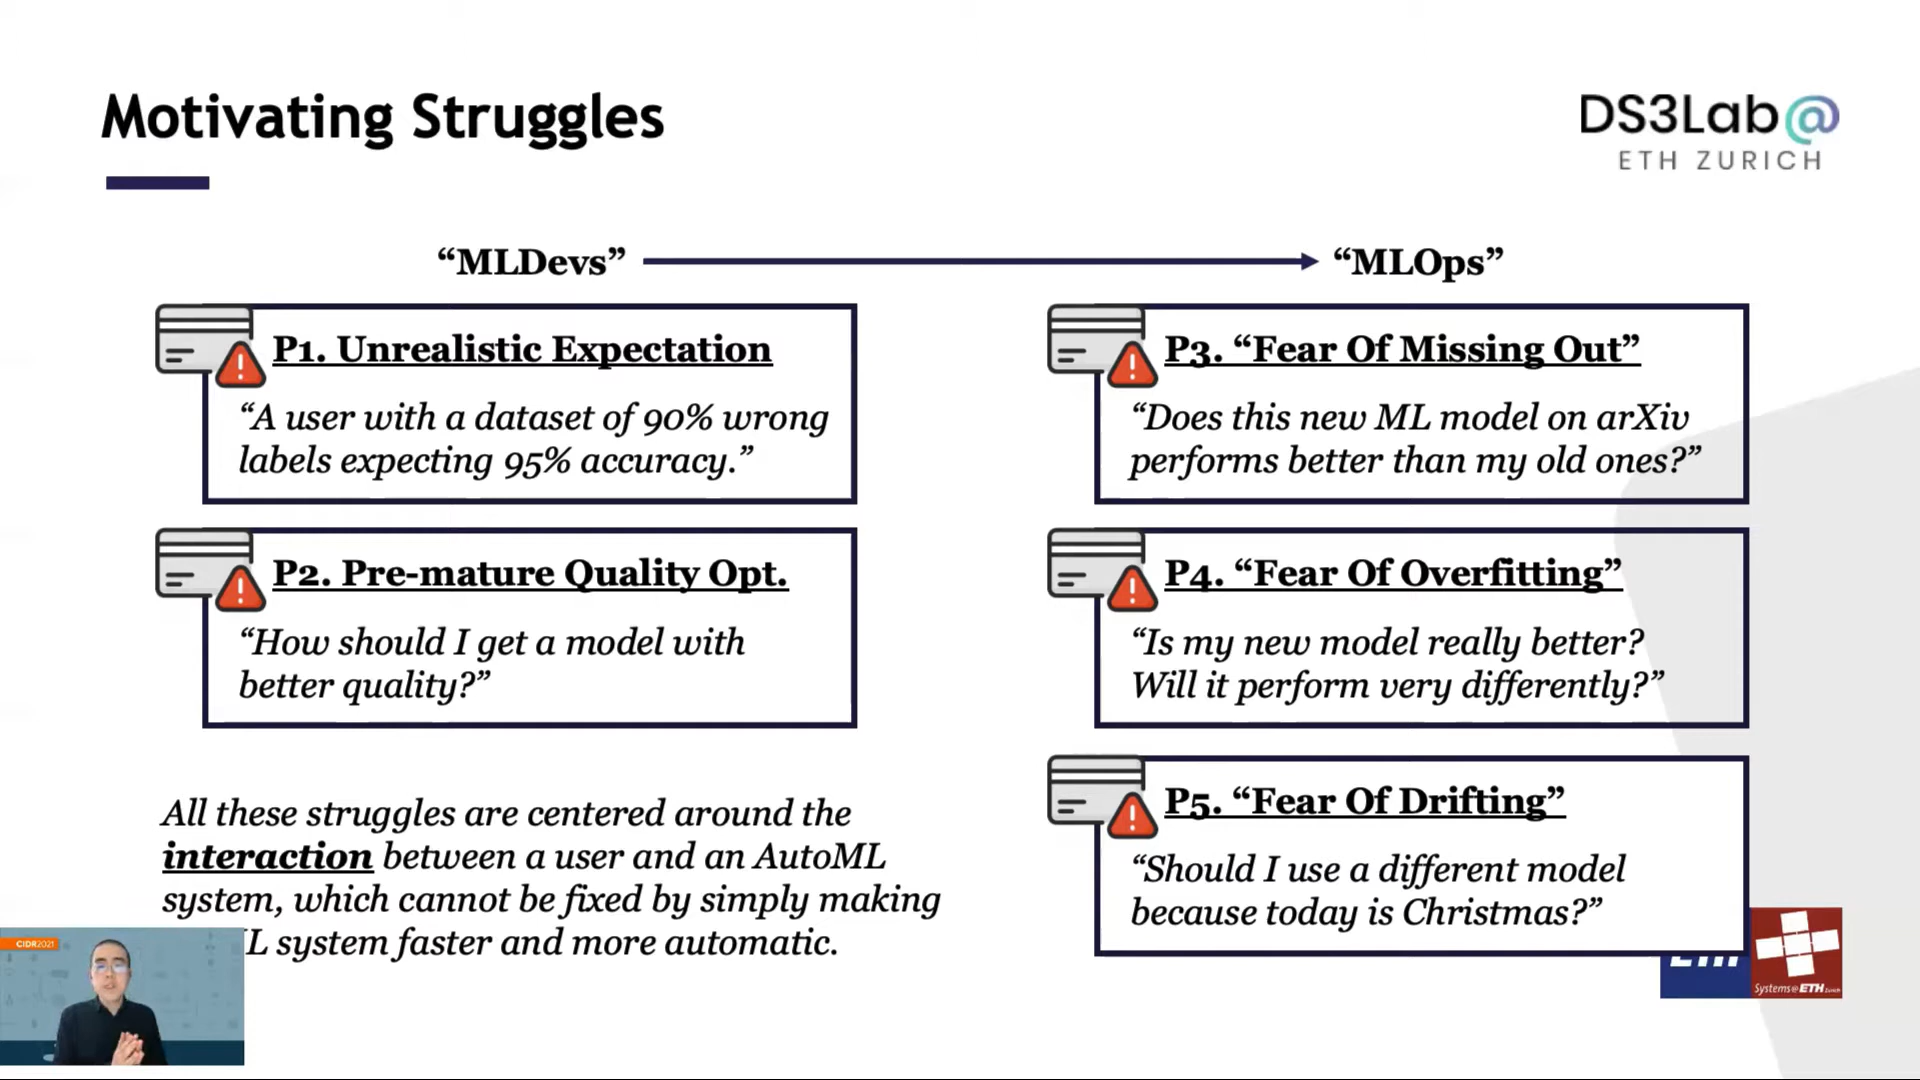 Motivating Struggles
DS3Lab@
ETH ZURICH
“MLDevs”
“MLOps”
P1. Unrealistic Expectation
“A user with a dataset of 90% wrong
labels expecting 95% accuracy.”
P2. Pre-mature Quality Opt.
“How should I get a model with
better quality?”
All these struggles are centered around the
interaction between a user and an AutoML
system, which cannot be fixed by simply making
L system faster and more automatic.
P3. “Fear Of Missing Out”
“Does this new ML model on arXiv
performs better than my old ones?”
P4. “Fear Of Overfitting”
“Is my new model really better?
Will it perform very differently?”
P5. “Fear Of Drifting”
“Should I use a different model
because today is Christmas?”
CIDR2021
Systems@ETH